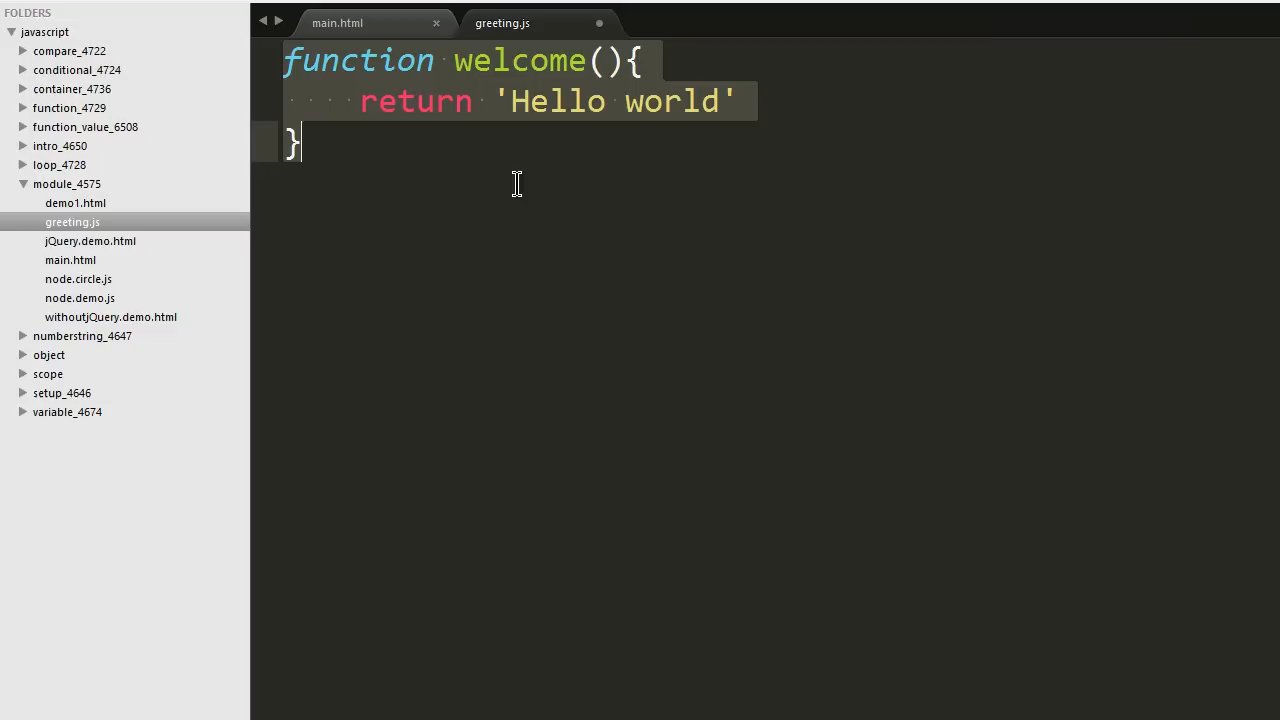 FOLDERS
javascript
compare_4722
conditional_4724
container_4736
function_4729
function_value_6508
intro_4650
loop_4728
module_4575
demo1.html
greeting.js
jQuery.demo.html
main.html
node.circle.js
node.demo.js
withoutjQuery.demo.html
numberstring_4647
object
scope
setup_4646
variable_4674
main.html
greeting.js
function welcome(){
    return 'Hello world'
}